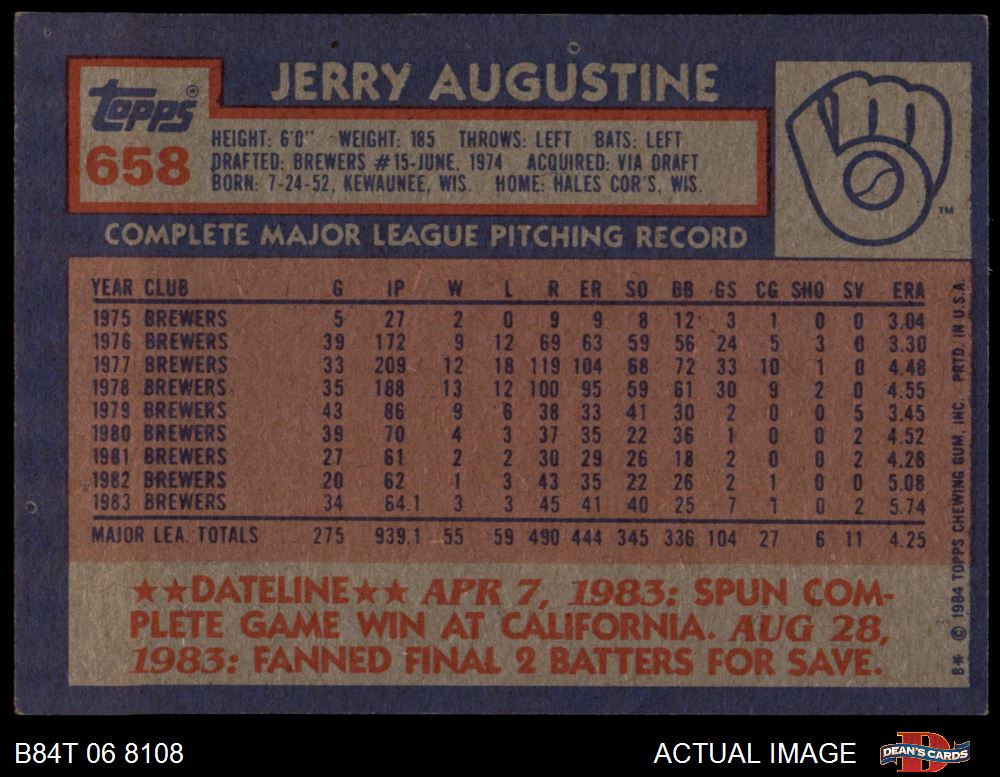 topps®
658
JERRY AUGUSTINE
HEIGHT: 6'0" WEIGHT: 185 THROWS: LEFT BATS: LEFT
DRAFTED: BREWERS #15-JUNE, 1974 ACQUIRED: VIA DRAFT
BORN: 7-24-52, KEWAUNEE, WIS. HOME: HALES COR'S, WIS.
TM
COMPLETE MAJOR LEAGUE PITCHING RECORD
YEAR CLUB G IP W L R ER SO BB GS CG SHO SV ERA
1975 BREWERS 5 27 2 0 9 9 8 12 3 1 0 0 3.04
1976 BREWERS 39 172 9 12 69 63 59 56 24 5 3 0 3.30
1977 BREWERS 33 209 12 18 119 104 68 72 33 10 1 0 4.48
1978 BREWERS 35 188 13 12 100 95 59 61 30 9 2 0 4.55
1979 BREWERS 43 86 9 6 38 33 41 30 2 0 0 5 3.45
1980 BREWERS 39 70 4 3 37 35 22 36 1 0 0 2 4.52
1981 BREWERS 27 61 2 2 30 29 26 18 2 0 0 2 4.28
1982 BREWERS 20 62 1 3 43 35 22 26 2 1 0 0 5.08
1983 BREWERS 34 64.1 3 3 45 41 40 25 7 1 0 2 5.74
MAJOR LEA. TOTALS .... 275 939.1 55 59 490 444 345 336 104 27 6 11 4.25
★★DATELINE★★ APR 7, 1983: SPUN COM-
PLETE GAME WIN AT CALIFORNIA. AUG 28,
1983: FANNED FINAL 2 BATTERS FOR SAVE.
B* © 1984 TOPPS CHEWING GUM, INC. PRTD. IN U.S.A.
B84T 06 8108
ACTUAL IMAGE
DEAN'S CARDS